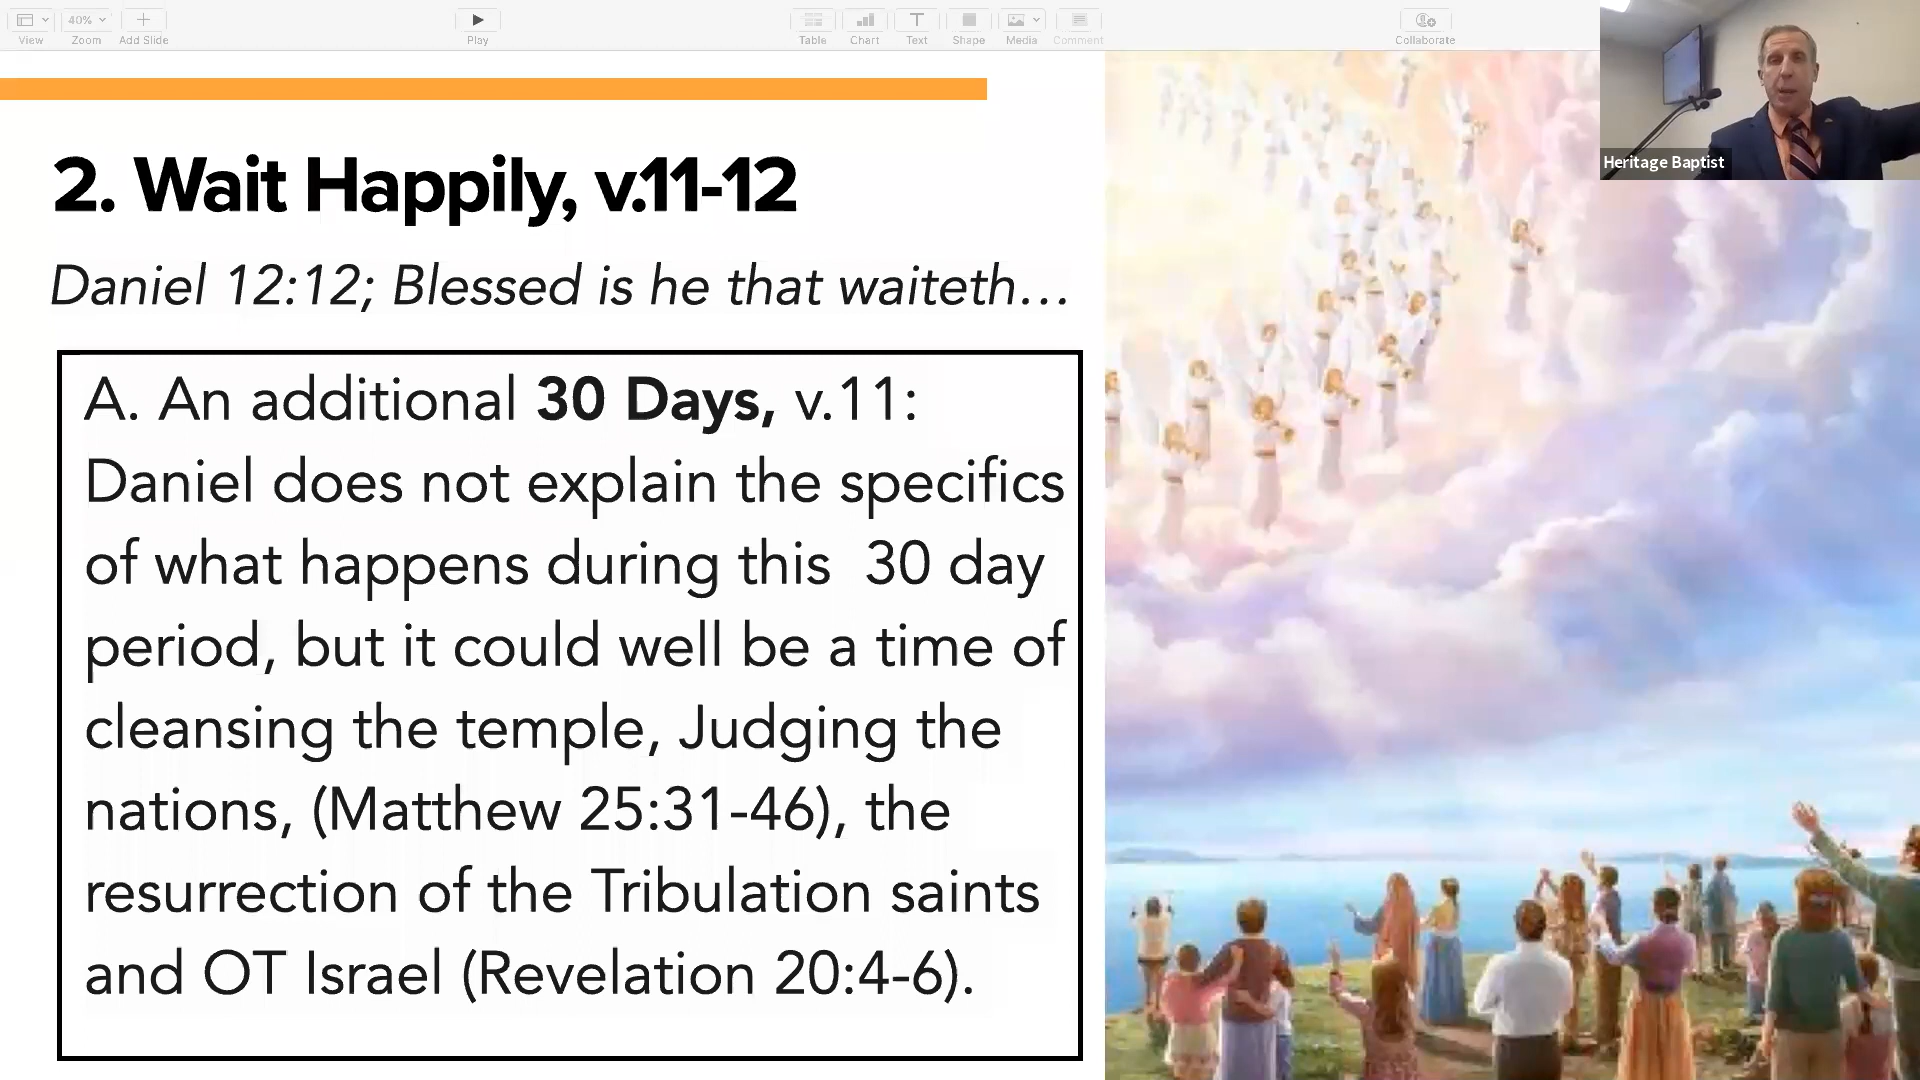 40%
View
Zoom
Add Slide
Play
Table
Chart
T
Text
Shape
Media
Comment
Collaborate
Heritage Baptist
2. Wait Happily, v.11-12
Daniel 12:12; Blessed is he that waiteth…
A. An additional 30 Days, v.11:
Daniel does not explain the specifics
of what happens during this  30 day
period, but it could well be a time of
cleansing the temple, Judging the
nations, (Matthew 25:31-46), the
resurrection of the Tribulation saints
and OT Israel (Revelation 20:4-6).